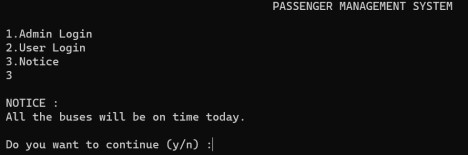 PASSENGER MANAGEMENT SYSTEM
1.Admin Login
2.User Login
3.Notice
3
NOTICE :
All the buses will be on time today.
Do you want to continue (y/n) :